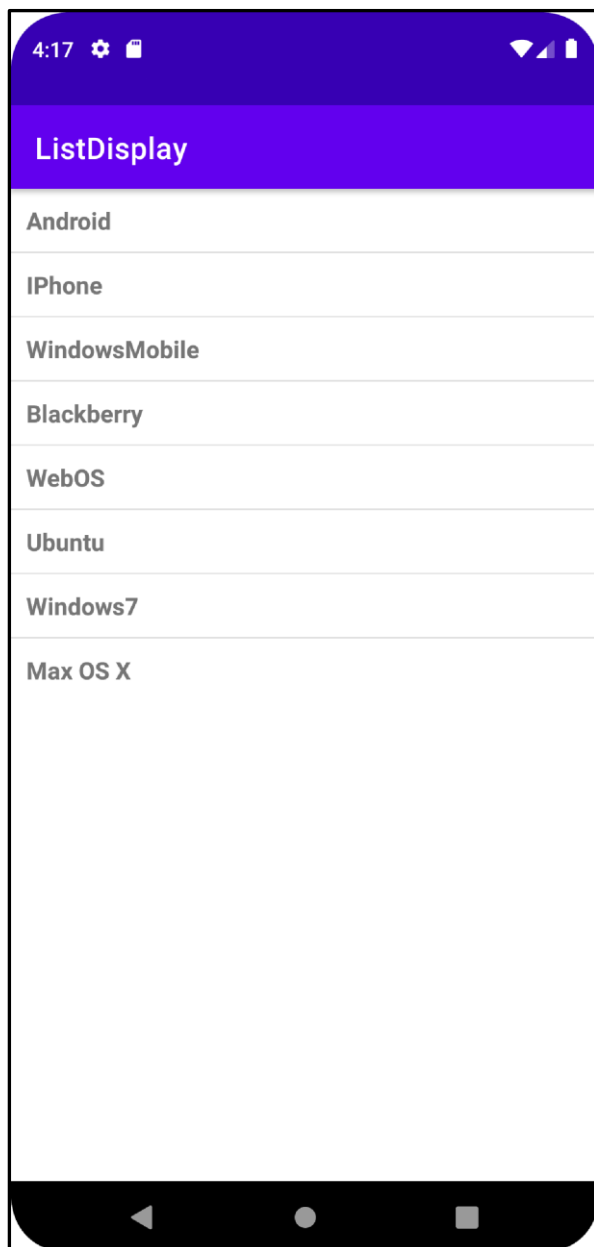 4:17
ListDisplay
Android
IPhone
WindowsMobile
Blackberry
WebOS
Ubuntu
Windows7
Max OS X